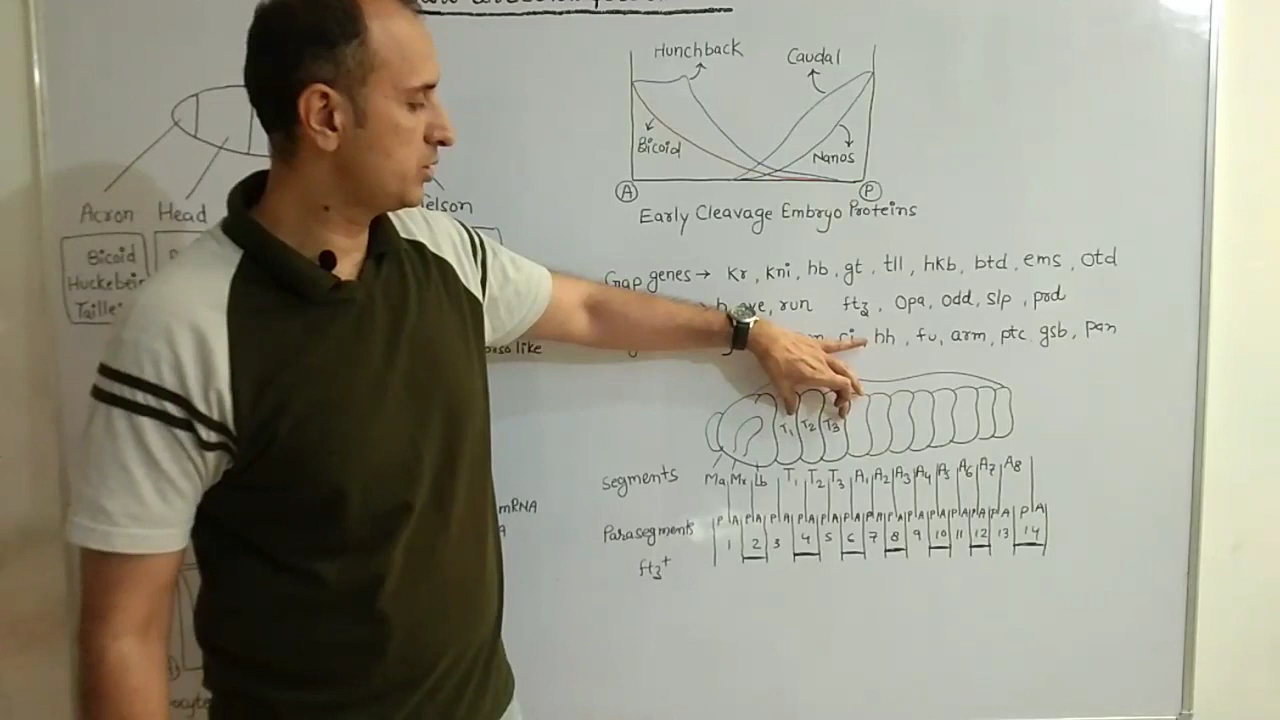 Hunchback
Caudal
Bicoid
Nanos
A
P
Early Cleavage Embryo Proteins
Acron Head
Bicoid
Huckebein
Gap genes → Kr, kni, hb, gt, tll, hkb, btd, ems, otd
h, eve, run ftz, opa, odd, slp, prd
ci, hh, fu, arm, ptc gsb, pan
T1 T2 T3
segments Ma Mx Lb T1 T2 T3 A1 A2 A3 A4 A5 A6 A7 A8
P A P A P A P A P A P A P A P A P A P A P A P A P A P A
Parasegments 1 2 3 4 5 6 7 8 9 10 11 12 13 14
ftz+
mRNA